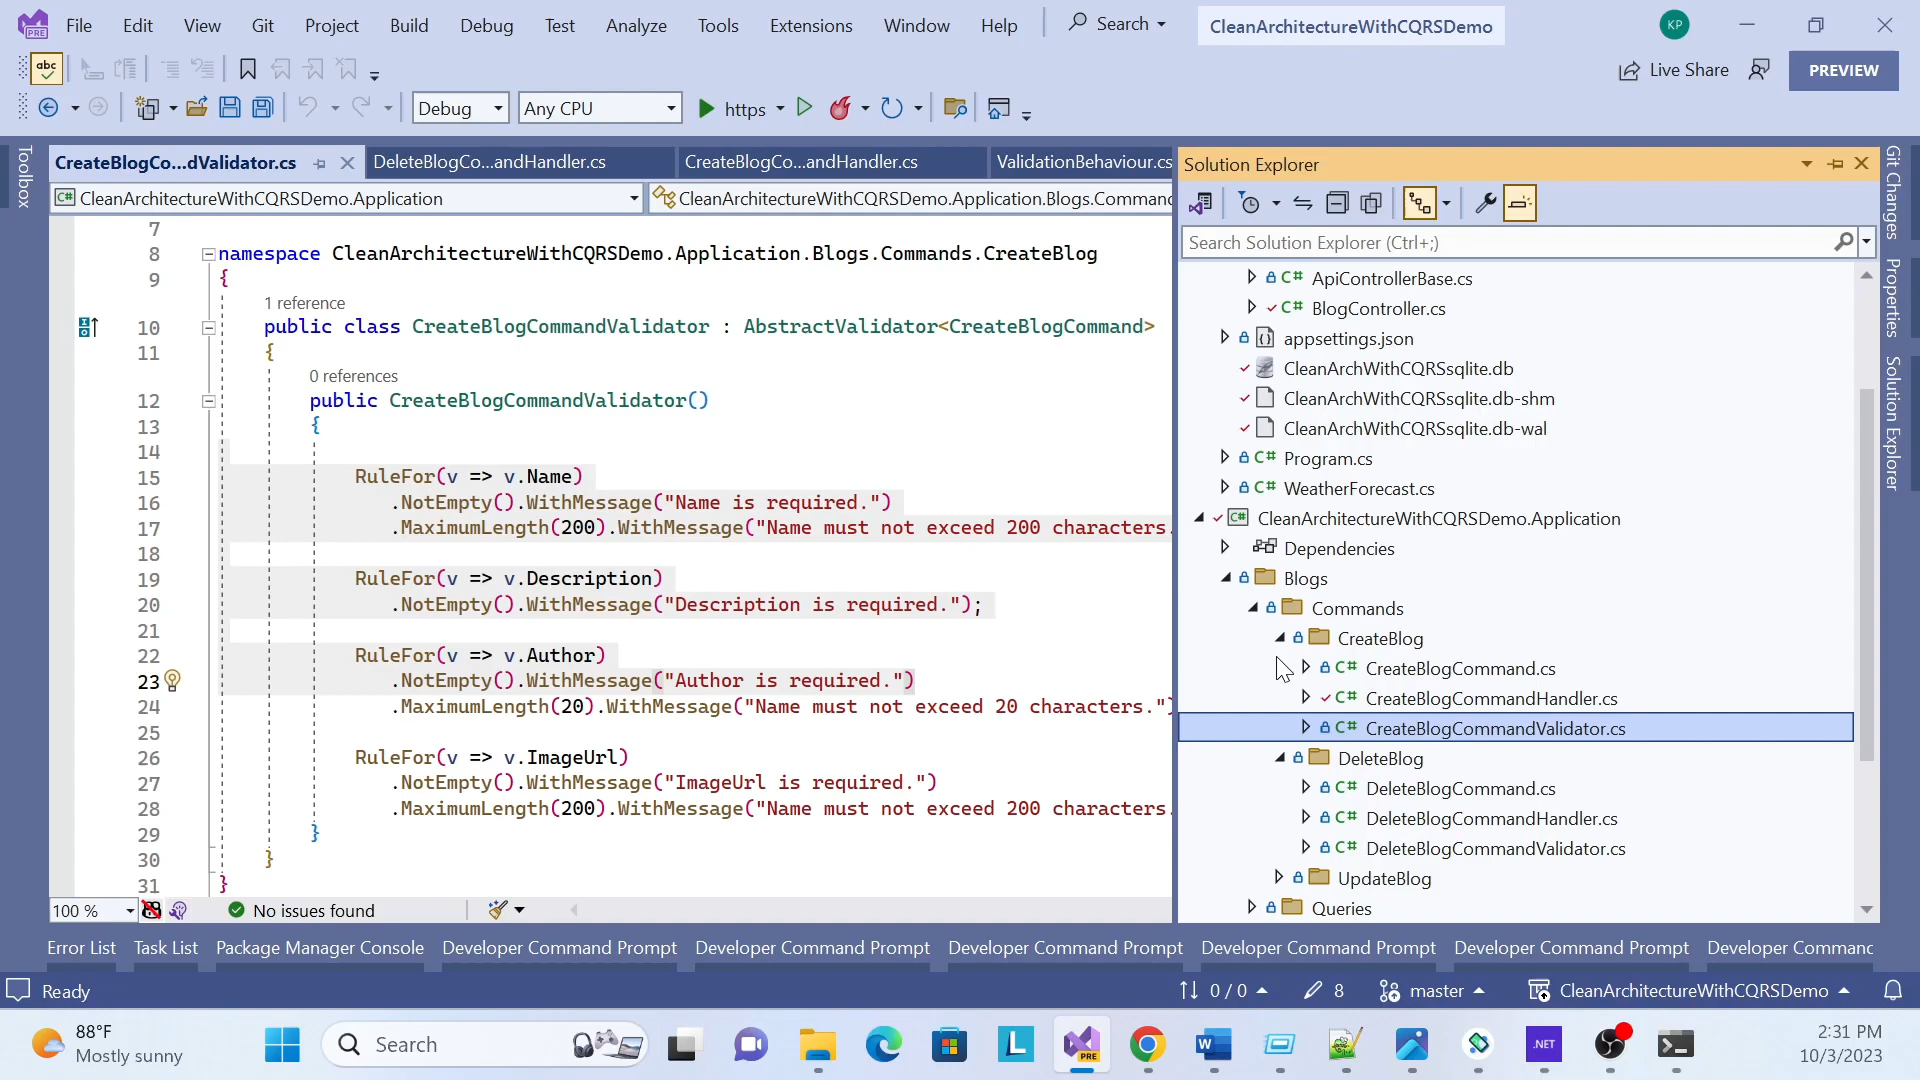 File Edit View Git Project Build Debug Test Analyze Tools Extensions Window Help Search CleanArchitectureWithCQRSDemo KP
PRE
abc
Live Share PREVIEW
Debug Any CPU https
Toolbox
CreateBlogCo...dValidator.cs DeleteBlogCo...andHandler.cs CreateBlogCo...andHandler.cs ValidationBehaviour.cs
C# CleanArchitectureWithCQRSDemo.Application CleanArchitectureWithCQRSDemo.Application.Blogs.Comman
7
8 namespace CleanArchitectureWithCQRSDemo.Application.Blogs.Commands.CreateBlog
9 {
1 reference
10 public class CreateBlogCommandValidator : AbstractValidator<CreateBlogCommand>
11 {
0 references
12 public CreateBlogCommandValidator()
13 {
14
15 RuleFor(v => v.Name)
16 .NotEmpty().WithMessage("Name is required.")
17 .MaximumLength(200).WithMessage("Name must not exceed 200 characters.
18
19 RuleFor(v => v.Description)
20 .NotEmpty().WithMessage("Description is required.");
21
22 RuleFor(v => v.Author)
23 .NotEmpty().WithMessage("Author is required.")
24 .MaximumLength(20).WithMessage("Name must not exceed 20 characters.")
25
26 RuleFor(v => v.ImageUrl)
27 .NotEmpty().WithMessage("ImageUrl is required.")
28 .MaximumLength(200).WithMessage("Name must not exceed 200 characters.
29 }
30 }
31 }
100 % No issues found
Solution Explorer
Search Solution Explorer (Ctrl+;)
C# ApiControllerBase.cs
C# BlogController.cs
appsettings.json
CleanArchWithCQRSsqlite.db
CleanArchWithCQRSsqlite.db-shm
CleanArchWithCQRSsqlite.db-wal
C# Program.cs
C# WeatherForecast.cs
C# CleanArchitectureWithCQRSDemo.Application
Dependencies
Blogs
Commands
CreateBlog
C# CreateBlogCommand.cs
C# CreateBlogCommandHandler.cs
C# CreateBlogCommandValidator.cs
DeleteBlog
C# DeleteBlogCommand.cs
C# DeleteBlogCommandHandler.cs
C# DeleteBlogCommandValidator.cs
UpdateBlog
Queries
Git Changes
Properties
Solution Explorer
Error List Task List Package Manager Console Developer Command Prompt Developer Command Prompt Developer Command Prompt Developer Command Prompt Developer Command Prompt Developer Comman
Ready 0 / 0 8 master CleanArchitectureWithCQRSDemo
88°F
Mostly sunny
Search
L
PRE
W
.NET
2:31 PM
10/3/2023